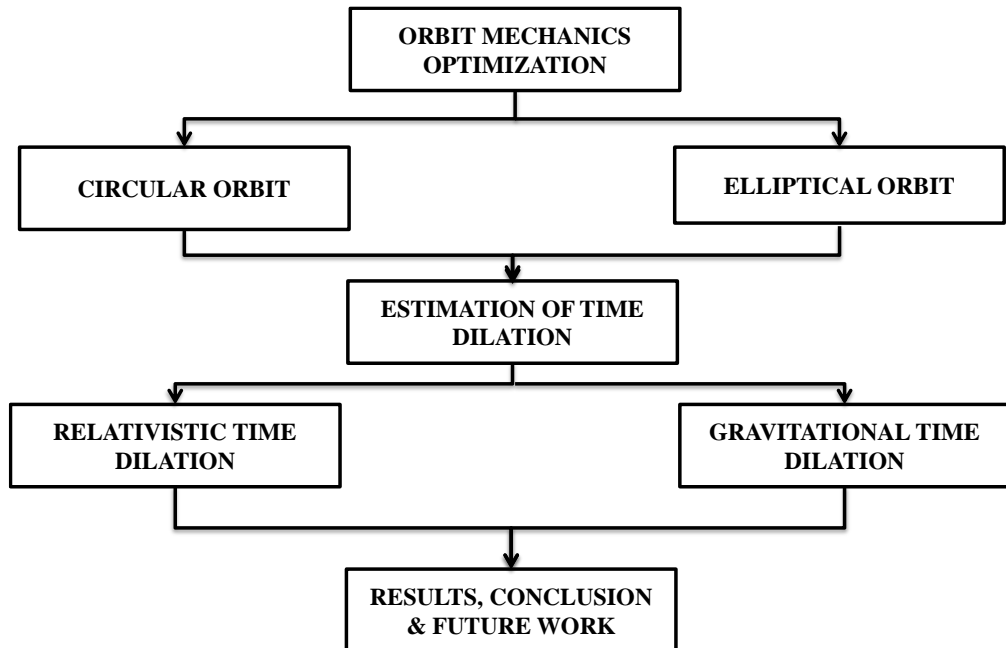 ORBIT MECHANICS
OPTIMIZATION
CIRCULAR ORBIT
ELLIPTICAL ORBIT
ESTIMATION OF TIME
DILATION
RELATIVISTIC TIME
DILATION
GRAVITATIONAL TIME
DILATION
RESULTS, CONCLUSION
& FUTURE WORK